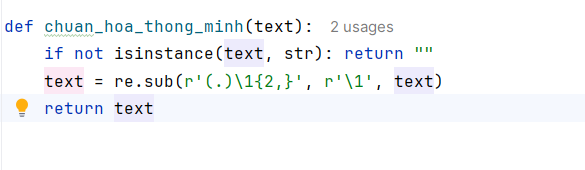 def chuan_hoa_thong_minh(text):  2 usages
    if not isinstance(text, str): return ""
    text = re.sub(r'(.)\1{2,}', r'\1', text)
    return text